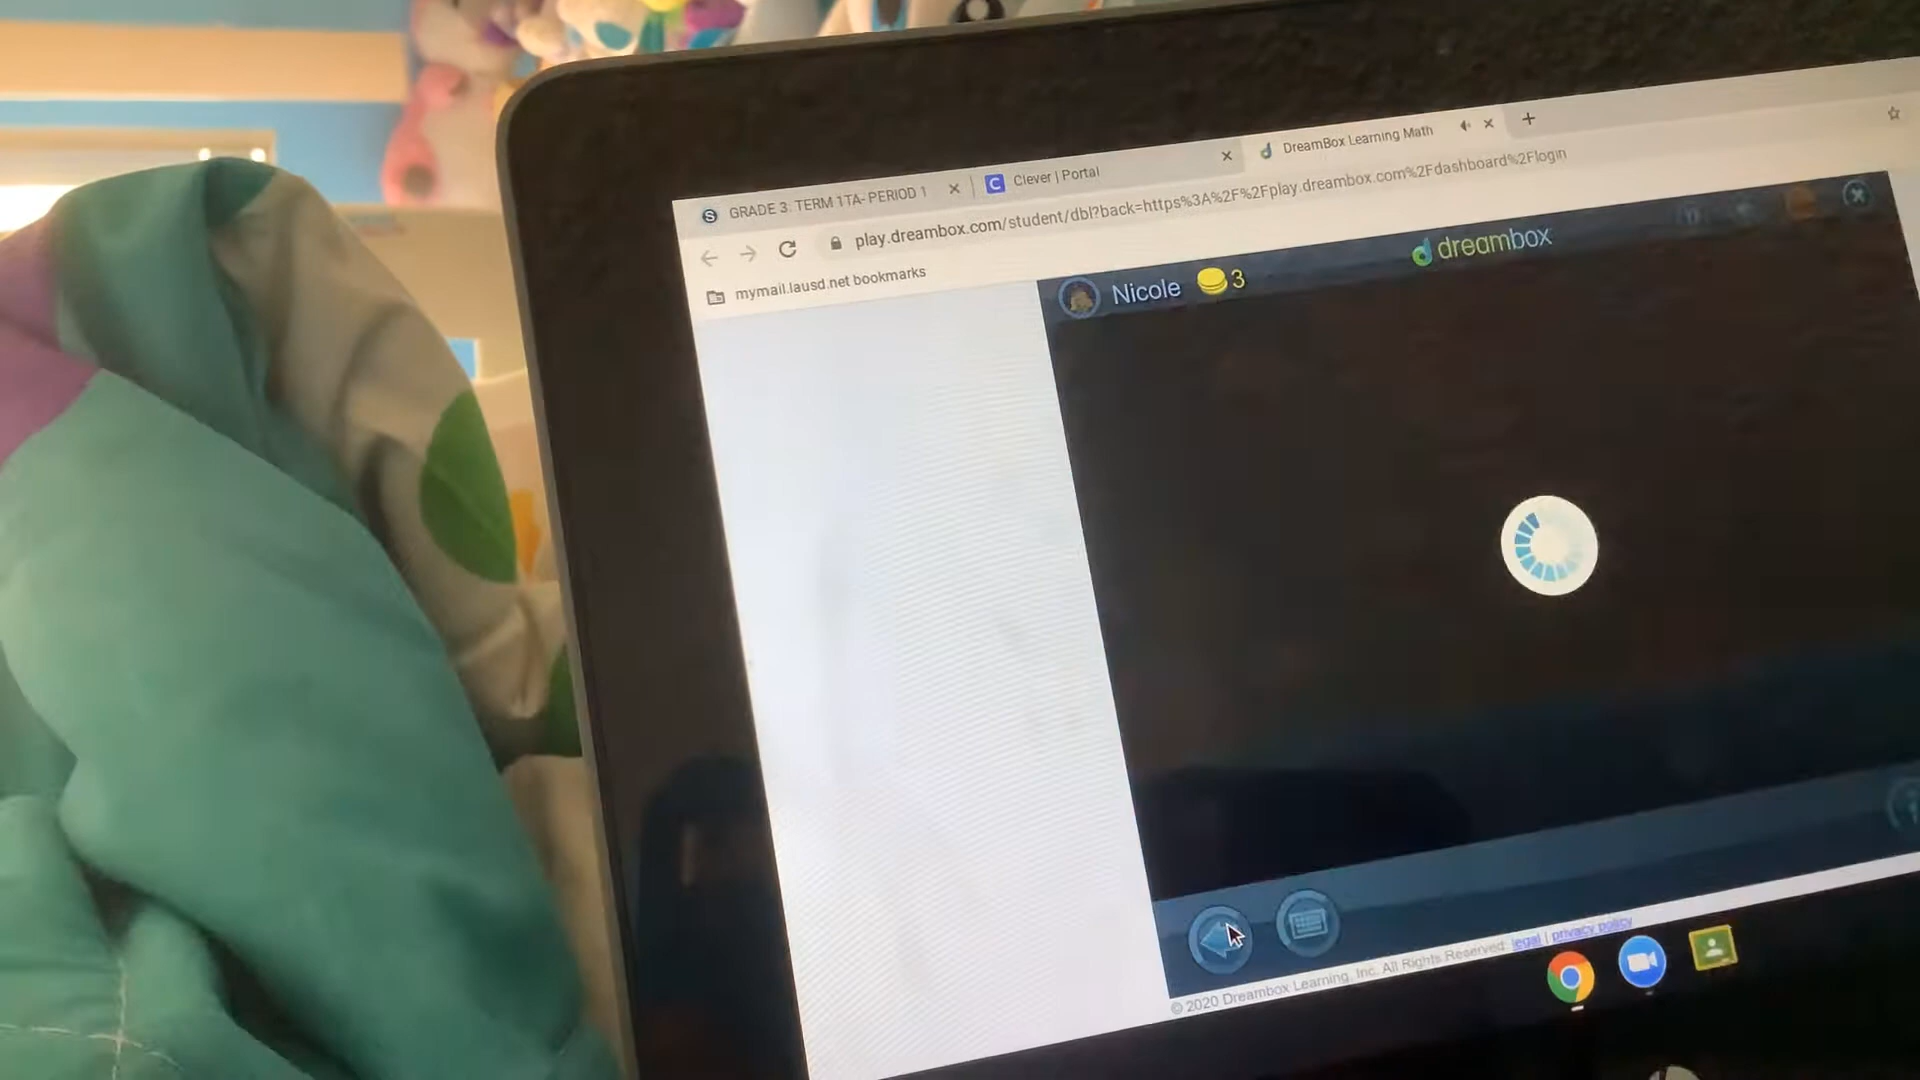 GRADE 3: TERM 1TA- PERIOD 1
Clever | Portal
DreamBox Learning Math
play.dreambox.com/student/dbl?back=https%3A%2F%2Fplay.dreambox.com%2Fdashboard%2Flogin
mymail.lausd.net bookmarks
Nicole 3
dreambox
© 2020 Dreambox Learning, Inc. All Rights Reserved. legal | privacy policy